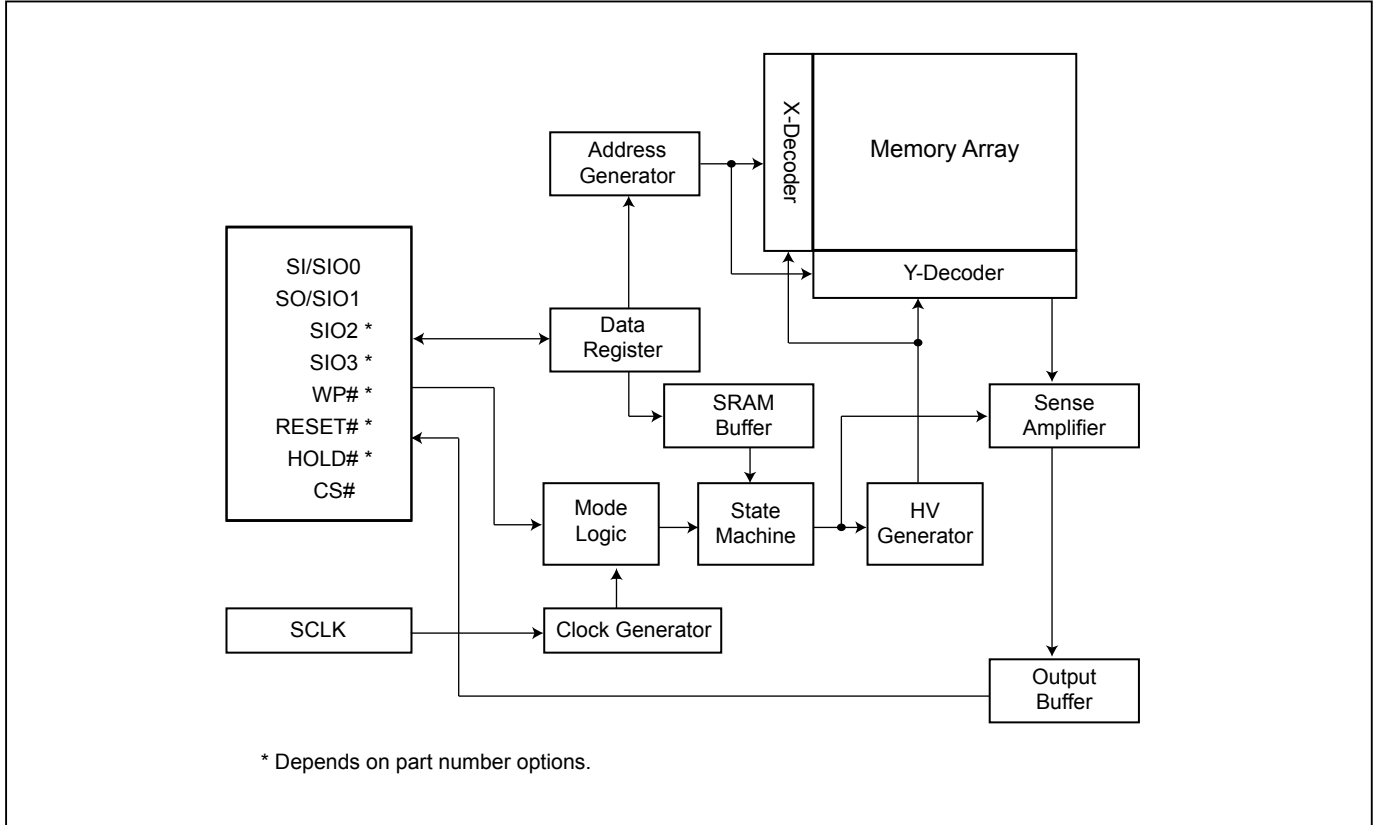 X-Decoder
Memory Array
Address
Generator
Y-Decoder
SI/SIO0
SO/SIO1
SIO2 *
SIO3 *
WP# *
RESET# *
HOLD# *
CS#
Data
Register
SRAM
Buffer
Sense
Amplifier
Mode
Logic
State
Machine
HV
Generator
SCLK
Clock Generator
Output
Buffer
* Depends on part number options.